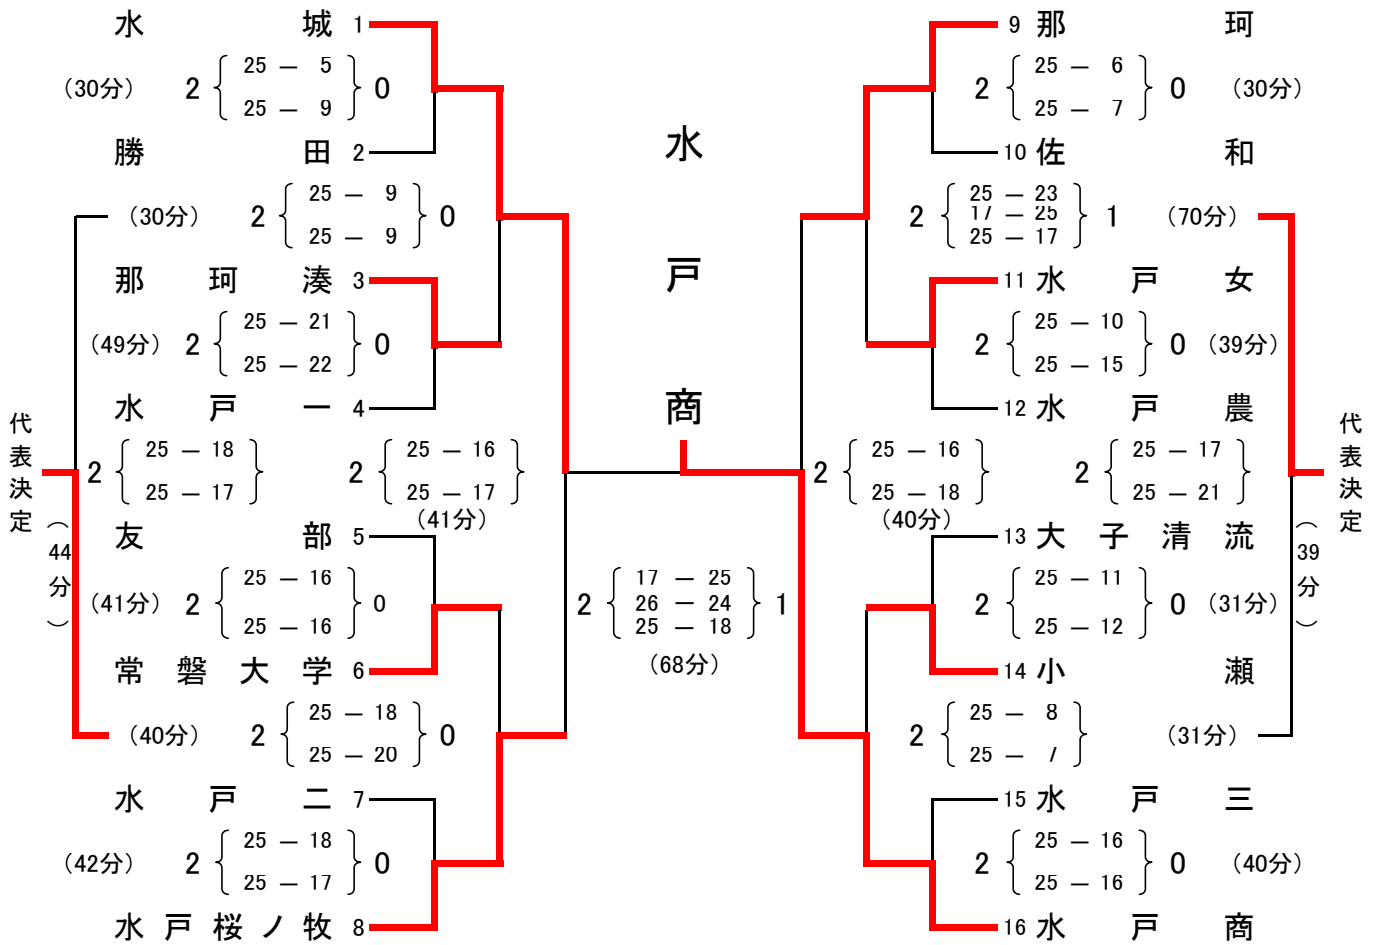 水城 1
(30分) 2 25 — 5 0
25 — 9
勝田 2
(30分) 2 25 — 9 0
25 — 9
那珂湊 3
(49分) 2 25 — 21 0
25 — 22
水戸一 4
代表決定
(44分)
2 25 — 18
25 — 17
2 25 — 16
25 — 17
(41分)
友部 5
(41分) 2 25 — 16 0
25 — 16
常磐大学 6
(40分) 2 25 — 18 0
25 — 20
水戸二 7
(42分) 2 25 — 18 0
25 — 17
水戸桜ノ牧 8
水戸商
2 17 — 25 1
26 — 24
25 — 18
(68分)
9 那珂
2 25 — 6 0 (30分)
25 — 7
10 佐和
2 25 — 23 1 (70分)
17 — 25
25 — 17
11 水戸女
2 25 — 10 0 (39分)
25 — 15
12 水戸農
2 25 — 16
25 — 18
(40分)
2 25 — 17
25 — 21
代表決定
(39分)
13 大子清流
2 25 — 11 0 (31分)
25 — 12
14 小瀬
2 25 — 8 (31分)
25 — 7
15 水戸三
2 25 — 16 0 (40分)
25 — 16
16 水戸商